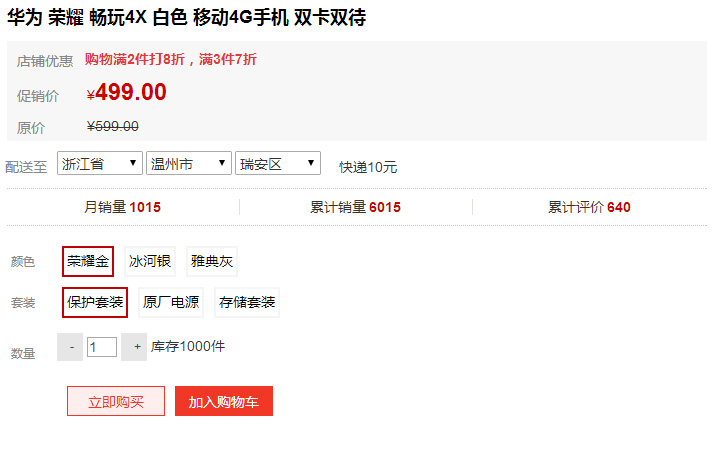 华为 荣耀 畅玩4X 白色 移动4G手机 双卡双待
店铺优惠 购物满2件打8折，满3件7折
促销价 ¥499.00
原价 ¥599.00
配送至 浙江省 ▼ 温州市 ▼ 瑞安区 ▼ 快递10元
月销量 1015 累计销量 6015 累计评价 640
颜色 荣耀金 冰河银 雅典灰
套装 保护套装 原厂电源 存储套装
数量 - 1 + 库存1000件
立即购买 加入购物车